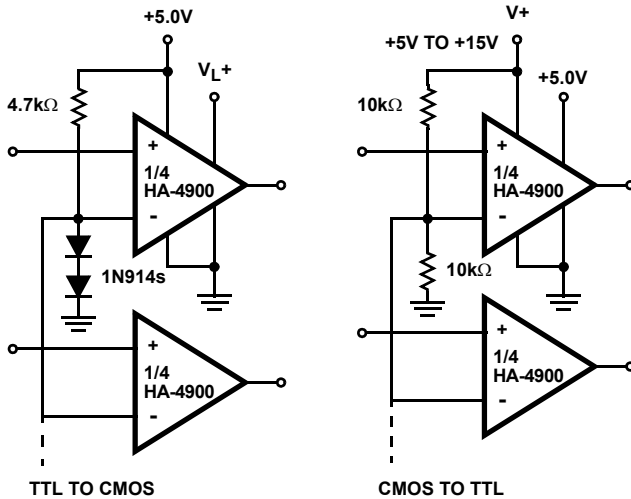 +5.0V
VL+
4.7kΩ
+
1/4
HA-4900
-
1N914s
+
1/4
HA-4900
-
TTL TO CMOS
V+
+5V TO +15V
+5.0V
10kΩ
+
1/4
HA-4900
-
10kΩ
+
1/4
HA-4900
-
CMOS TO TTL